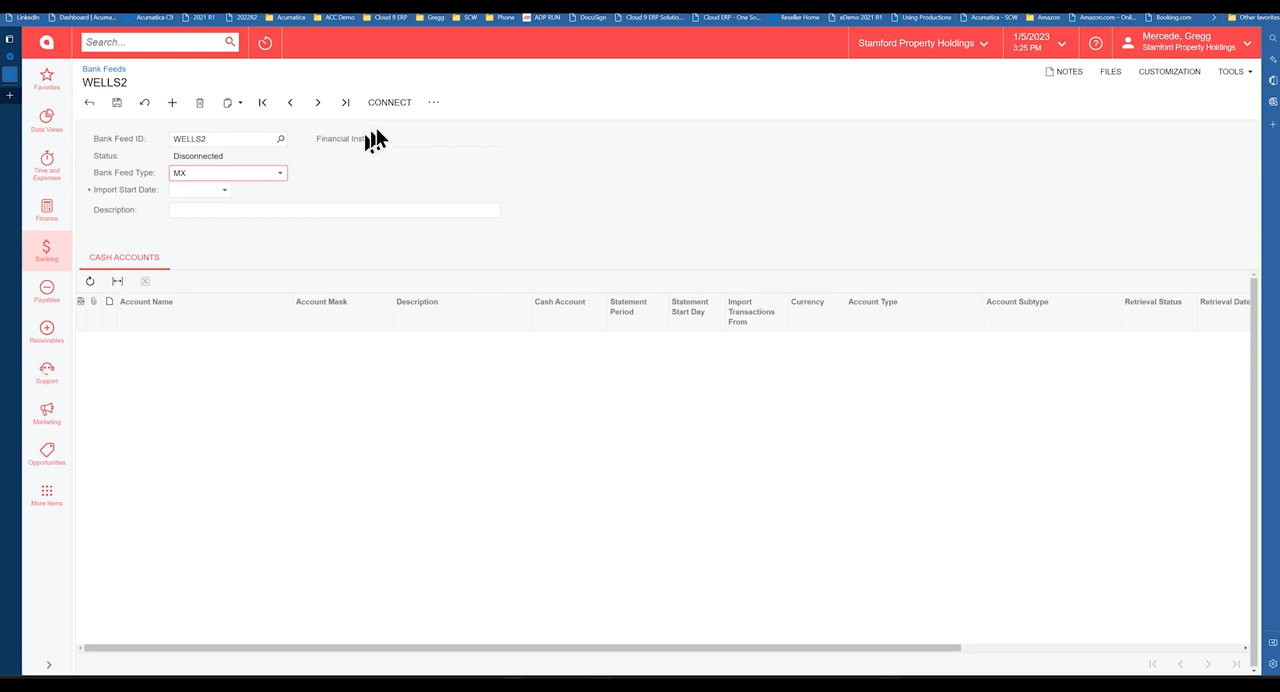 LinkedIn Dashboard | Acuma... Acumatica C9 2021 R1 2022R2 Acumatica ACC Demo Cloud 9 ERP Gregg SCW Phone ADP RUN DocuSign Cloud 9 ERP Solutio... Cloud ERP - One So... Reseller Home eDemo 2021 R1 Using Productions Acumatica - SCW Amazon Amazon.com – Onli... Booking.com Other favorites
Search... Stamford Property Holdings 1/5/2023 3:25 PM Mercede, Gregg Stamford Property Holdings
Bank Feeds
WELLS2
NOTES FILES CUSTOMIZATION TOOLS
CONNECT ...
Favorites
Data Views
Time and
Expenses
Finance
Banking
Payables
Receivables
Support
Marketing
Opportunities
More Items
Bank Feed ID: WELLS2 Financial
Status: Disconnected
Bank Feed Type: MX
* Import Start Date:
Description:
CASH ACCOUNTS
Account Name Account Mask Description Cash Account Statement Period Statement Start Day Import Transactions From Currency Account Type Account Subtype Retrieval Status Retrieval Date